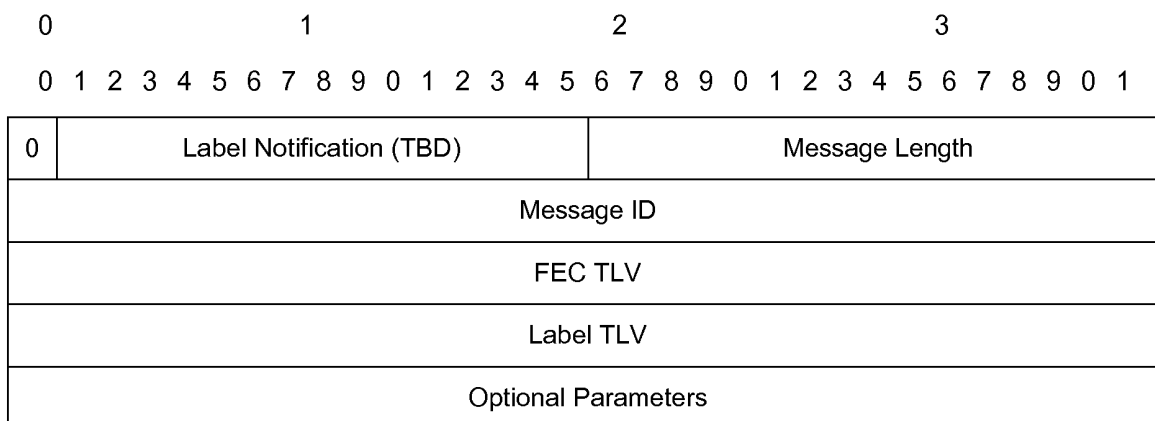 0 1 2 3
0 1 2 3 4 5 6 7 8 9 0 1 2 3 4 5 6 7 8 9 0 1 2 3 4 5 6 7 8 9 0 1
0 Label Notification (TBD) Message Length
Message ID
FEC TLV
Label TLV
Optional Parameters